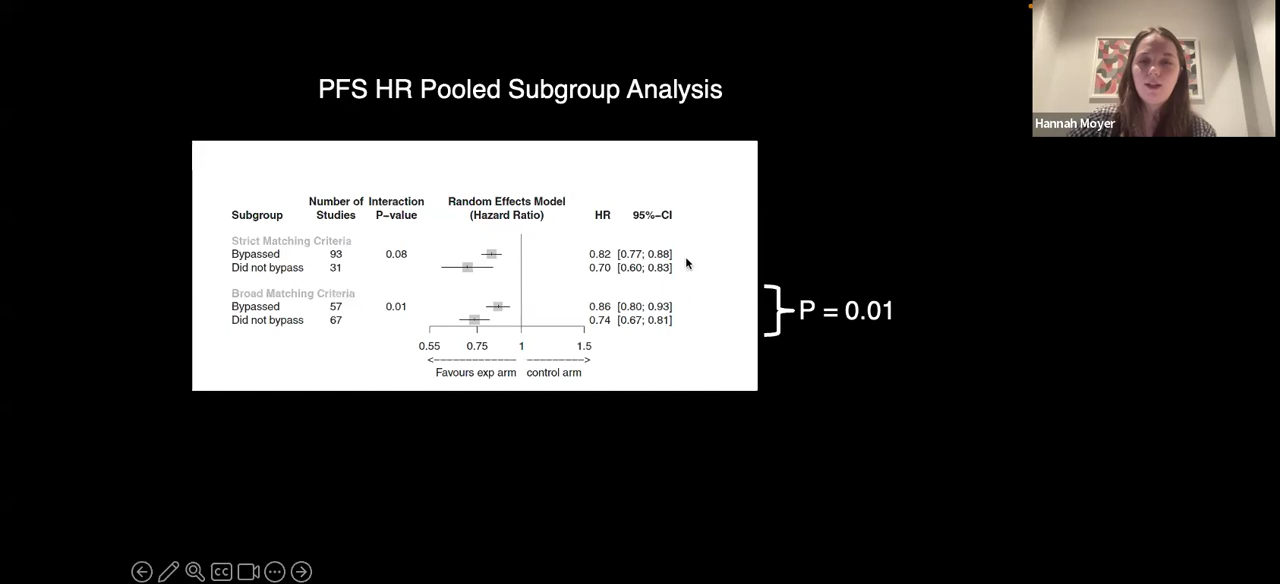 Hannah Moyer
PFS HR Pooled Subgroup Analysis
Number of Interaction Random Effects Model
Subgroup Studies P-value (Hazard Ratio) HR 95%-CI
Strict Matching Criteria
Bypassed 93 0.08 0.82 [0.77; 0.88]
Did not bypass 31 0.70 [0.60; 0.83]
Broad Matching Criteria
Bypassed 57 0.01 0.86 [0.80; 0.93]
Did not bypass 67 0.74 [0.67; 0.81]
P = 0.01
0.55 0.75 1 1.5
Favours exp arm control arm
CC